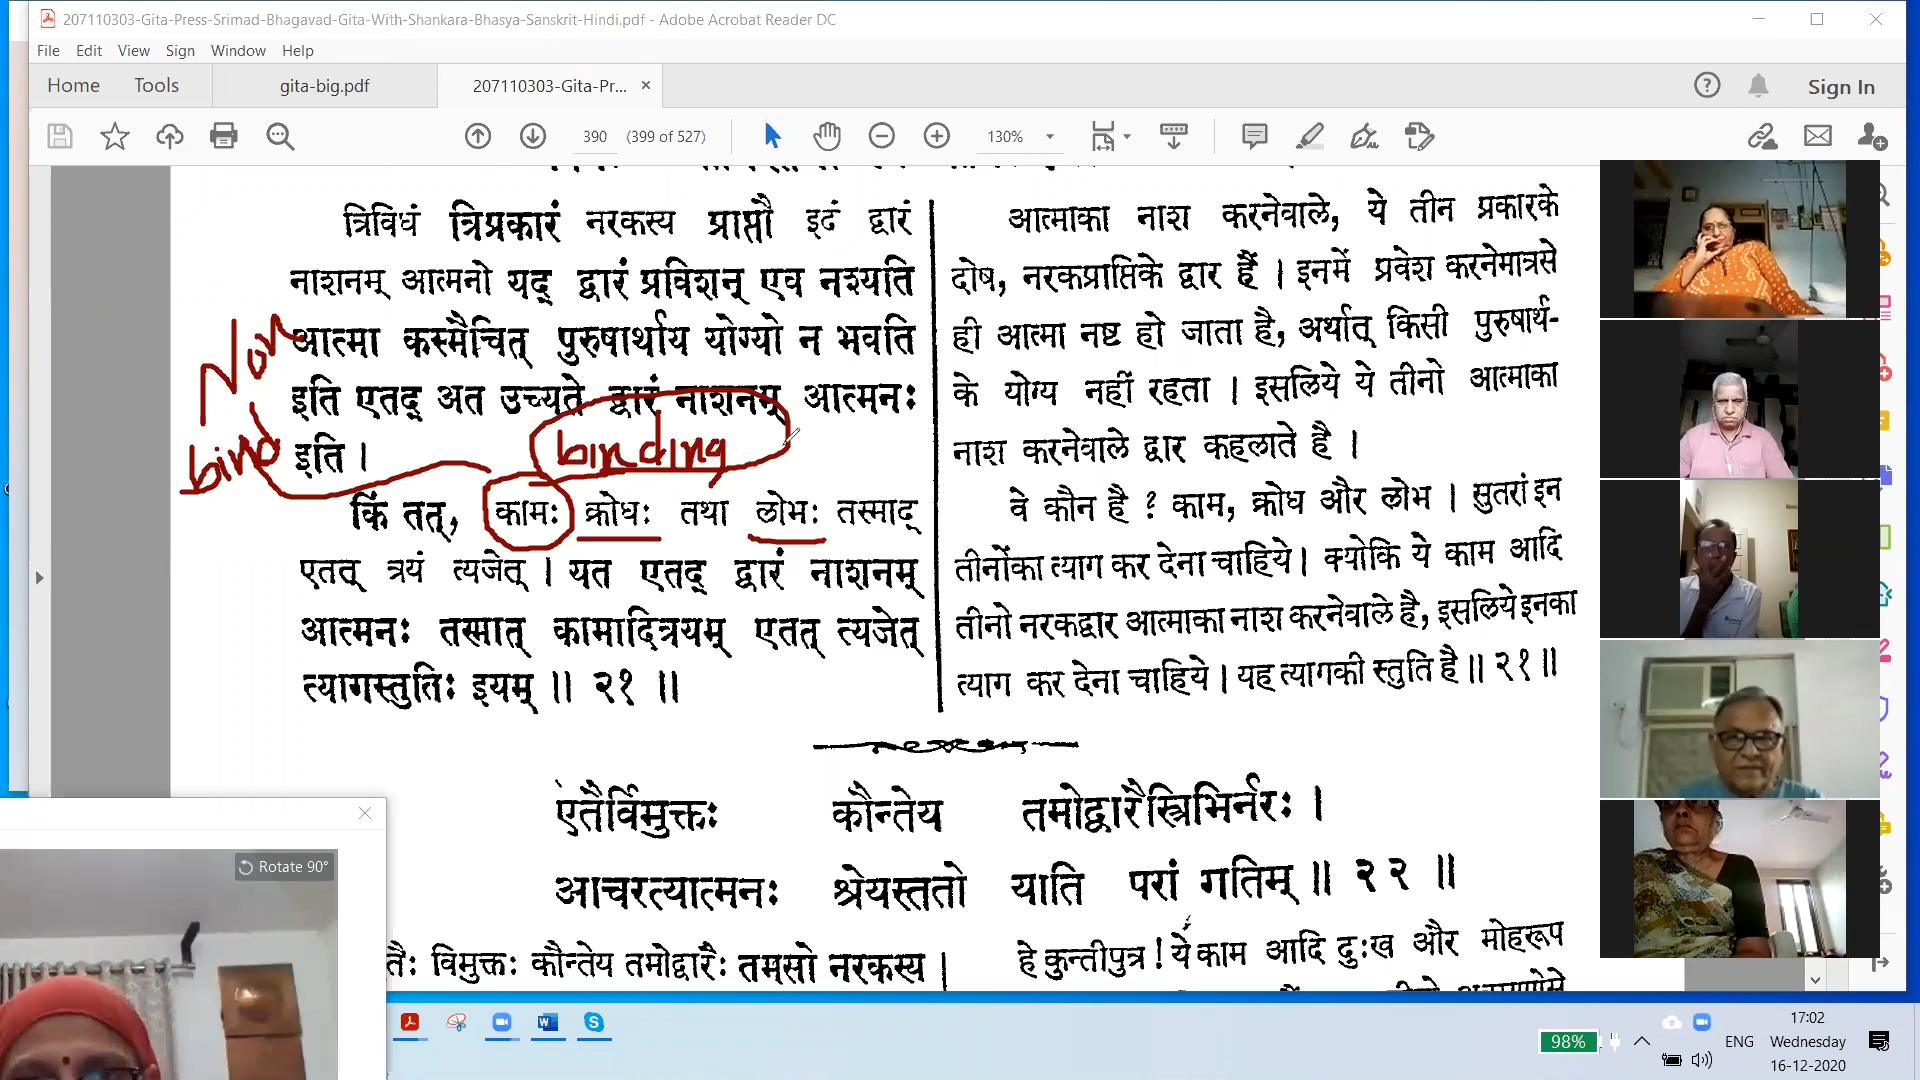 207110303-Gita-Press-Srimad-Bhagavad-Gita-With-Shankara-Bhasya-Sanskrit-Hindi.pdf - Adobe Acrobat Reader DC
File Edit View Sign Window Help
Home Tools gita-big.pdf 207110303-Gita-Pr... × Sign In
390 (399 of 527) 130%
त्रिविधं त्रिप्रकारं नरकस्य प्राप्तौ इदं द्वारं
नाशनम् आत्मनो यद् द्वारं प्रविशन् एव नश्यति
आत्मा कस्मैचित् पुरुषार्थाय योग्यो न भवति
इति एतद् अत उच्यते द्वारं नाशनम् आत्मनः
इति ।
Non
bind
binding
किं तत्, कामः क्रोधः तथा लोभः तस्माद्
एतत् त्रयं त्यजेत् । यत एतद् द्वारं नाशनम्
आत्मनः तस्मात् कामादित्रयम् एतत् त्यजेत्
त्यागस्तुतिः इयम् ॥ २१ ॥
आत्माका नाश करनेवाले, ये तीन प्रकारके
दोष, नरकप्राप्तिके द्वार हैं । इनमें प्रवेश करनेमात्रसे
ही आत्मा नष्ट हो जाता है, अर्थात् किसी पुरुषार्थ-
के योग्य नहीं रहता । इसलिये ये तीनो आत्माका
नाश करनेवाले द्वार कहलाते है ।
वे कौन है ? काम, क्रोध और लोभ । सुतरां इन
तीनोंका त्याग कर देना चाहिये । क्योकि ये काम आदि
तीनो नरकद्वार आत्माका नाश करनेवाले है, इसलिये इनका
त्याग कर देना चाहिये । यह त्यागकी स्तुति है ॥ २१ ॥
एतैर्विमुक्तः कौन्तेय तमोद्वारैस्त्रिभिर्नरः ।
आचरत्यात्मनः श्रेयस्ततो याति परां गतिम् ॥ २२ ॥
विमुक्तः कौन्तेय तमोद्वारैः तमसो नरकस्य
हे कुन्तीपुत्र ! ये काम आदि दुःख और मोहरूप
Rotate 90°
98% ENG
17:02
Wednesday
16-12-2020